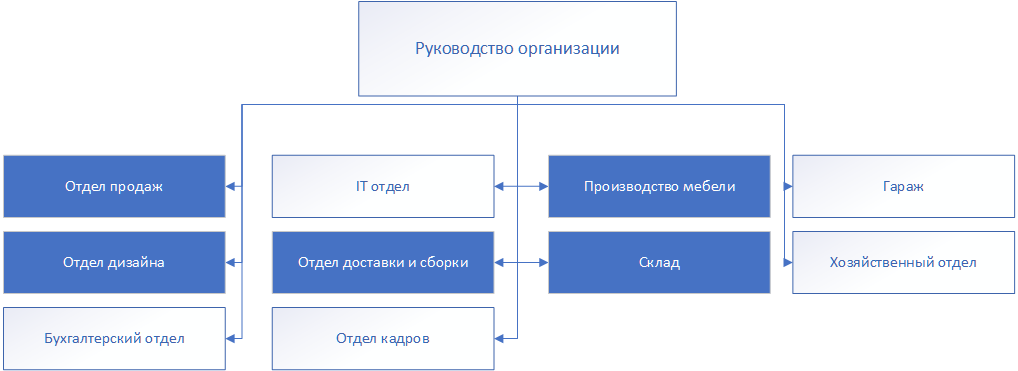 Руководство организации
Отдел продаж
IT отдел
Производство мебели
Гараж
Отдел дизайна
Отдел доставки и сборки
Склад
Хозяйственный отдел
Бухгалтерский отдел
Отдел кадров